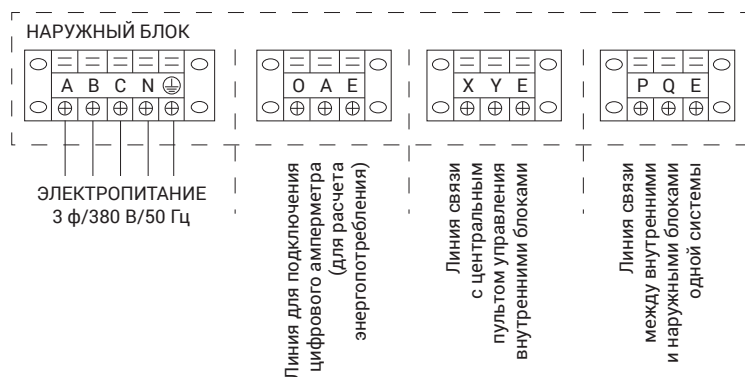 НАРУЖНЫЙ БЛОК
A B C N
O A E
X Y E
P Q E
ЭЛЕКТРОПИТАНИЕ
3 ф/380 В/50 Гц
Линия для подключения
цифрового амперметра
(для расчета
энергопотребления)
Линия связи
с центральным
пультом управления
внутренними блоками
Линия связи
между внутренними
и наружными блоками
одной системы